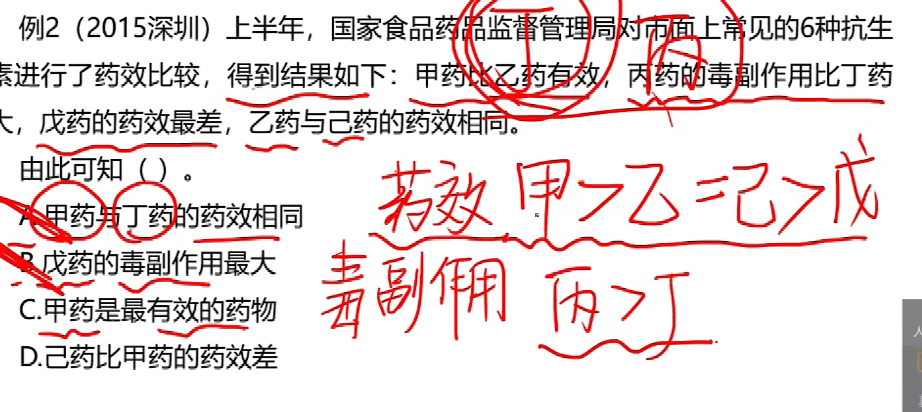 例2（2015深圳）上半年，国家食品药品监督管理局对市面上常见的6种抗生
素进行了药效比较，得到结果如下：甲药比乙药有效，丙药的毒副作用比丁药
大，戊药的药效最差，乙药与己药的药效相同。
由此可知（ ）。
A.甲药与丁药的药效相同
B.戊药的毒副作用最大
C.甲药是最有效的药物
D.己药比甲药的药效差
丁 丙
药效 甲>乙=己>戊
毒副作用 丙>丁